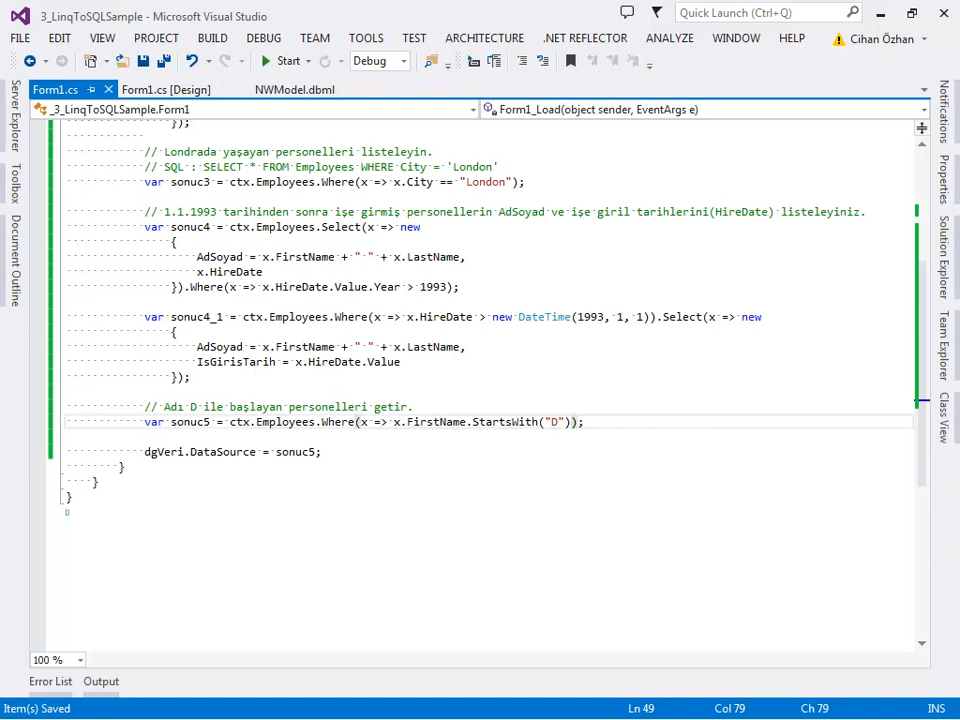 3_LinqToSQLSample - Microsoft Visual Studio
Quick Launch (Ctrl+Q)
FILE EDIT VIEW PROJECT BUILD DEBUG TEAM TOOLS TEST ARCHITECTURE .NET REFLECTOR ANALYZE WINDOW HELP Cihan Özhan
Start Debug
Form1.cs Form1.cs [Design] NWModel.dbml
_3_LinqToSQLSample.Form1 Form1_Load(object sender, EventArgs e)
});
// Londrada yaşayan personelleri listeleyin.
// SQL : SELECT * FROM Employees WHERE City = 'London'
var sonuc3 = ctx.Employees.Where(x => x.City == "London");
// 1.1.1993 tarihinden sonra işe girmiş personellerin AdSoyad ve işe giril tarihlerini(HireDate) listeleyiniz.
var sonuc4 = ctx.Employees.Select(x => new
{
AdSoyad = x.FirstName + " " + x.LastName,
x.HireDate
}).Where(x => x.HireDate.Value.Year > 1993);
var sonuc4_1 = ctx.Employees.Where(x => x.HireDate > new DateTime(1993, 1, 1)).Select(x => new
{
AdSoyad = x.FirstName + " " + x.LastName,
IsGirisTarih = x.HireDate.Value
});
// Adı D ile başlayan personelleri getir.
var sonuc5 = ctx.Employees.Where(x => x.FirstName.StartsWith("D"));
dgVeri.DataSource = sonuc5;
}
}
}
100 %
Error List Output
Item(s) Saved Ln 49 Col 79 Ch 79 INS
Server Explorer
Toolbox
Document Outline
Notifications
Properties
Solution Explorer
Team Explorer
Class View